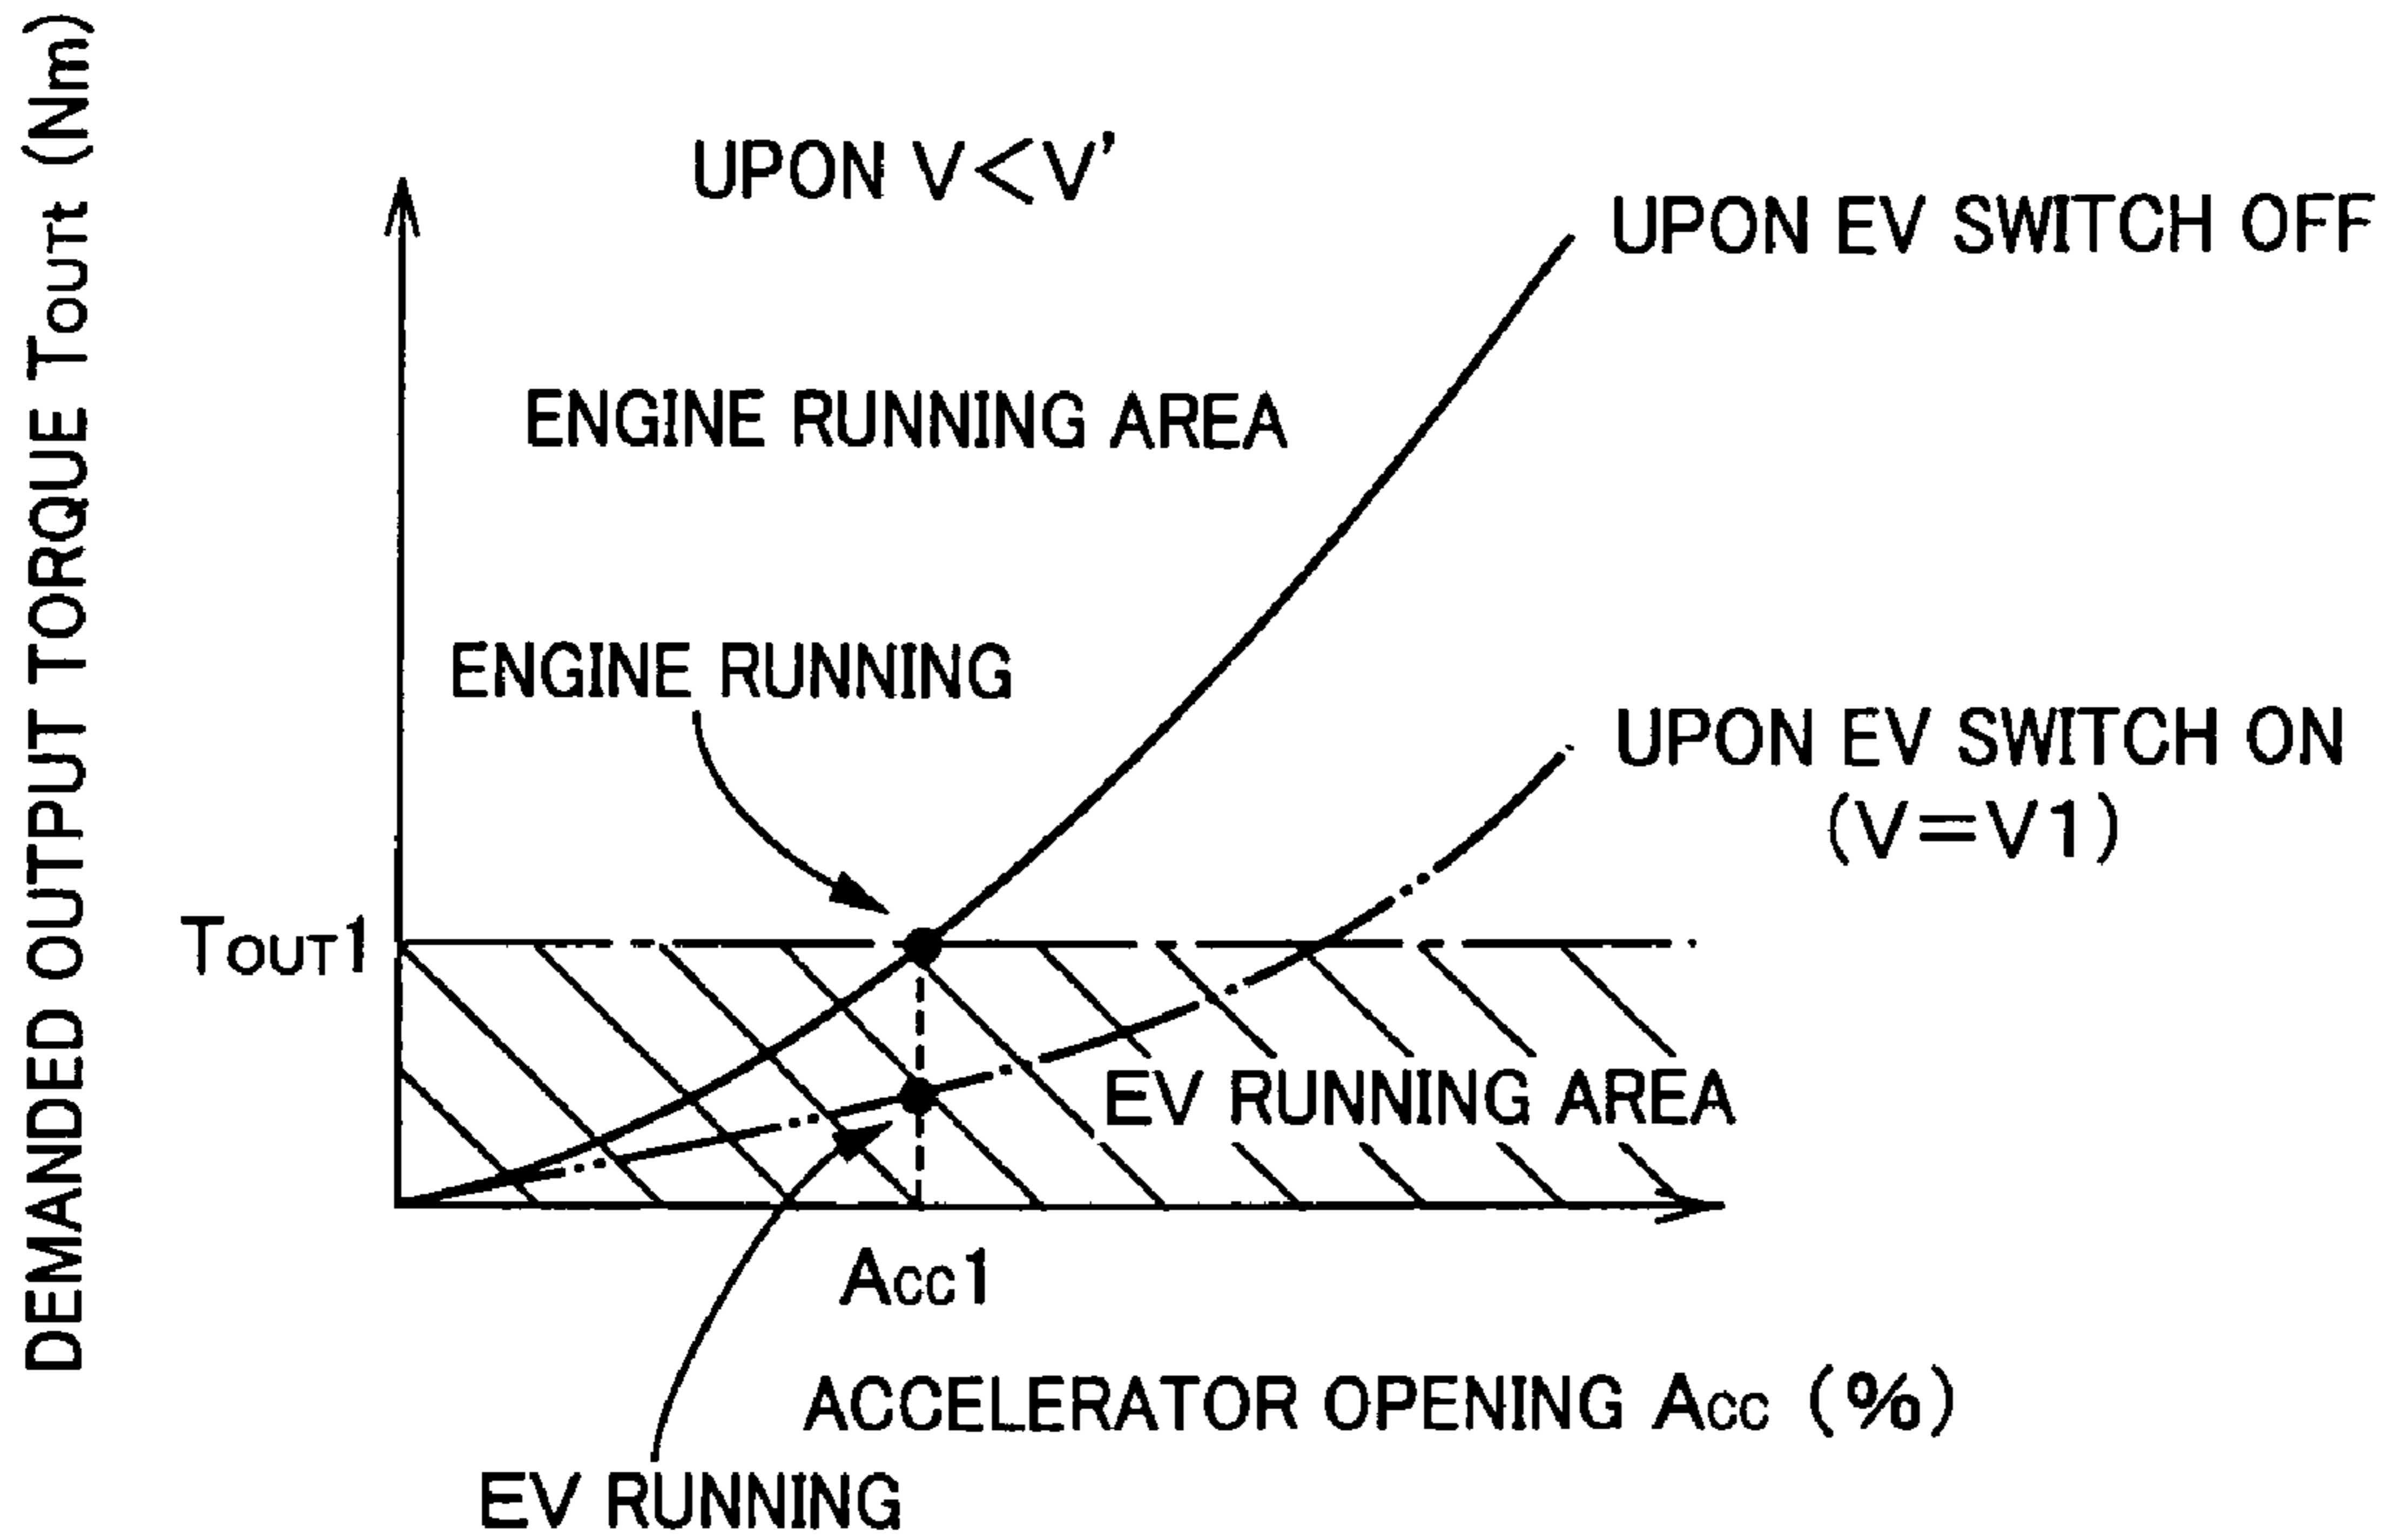 DEMANDED OUTPUT TORQUE TOUTt (Nm)
UPON V<V'
UPON EV SWITCH OFF
ENGINE RUNNING AREA
ENGINE RUNNING
UPON EV SWITCH ON
(V=V1)
TOUT1
EV RUNNING AREA
ACC1
ACCELERATOR OPENING ACC (%)
EV RUNNING